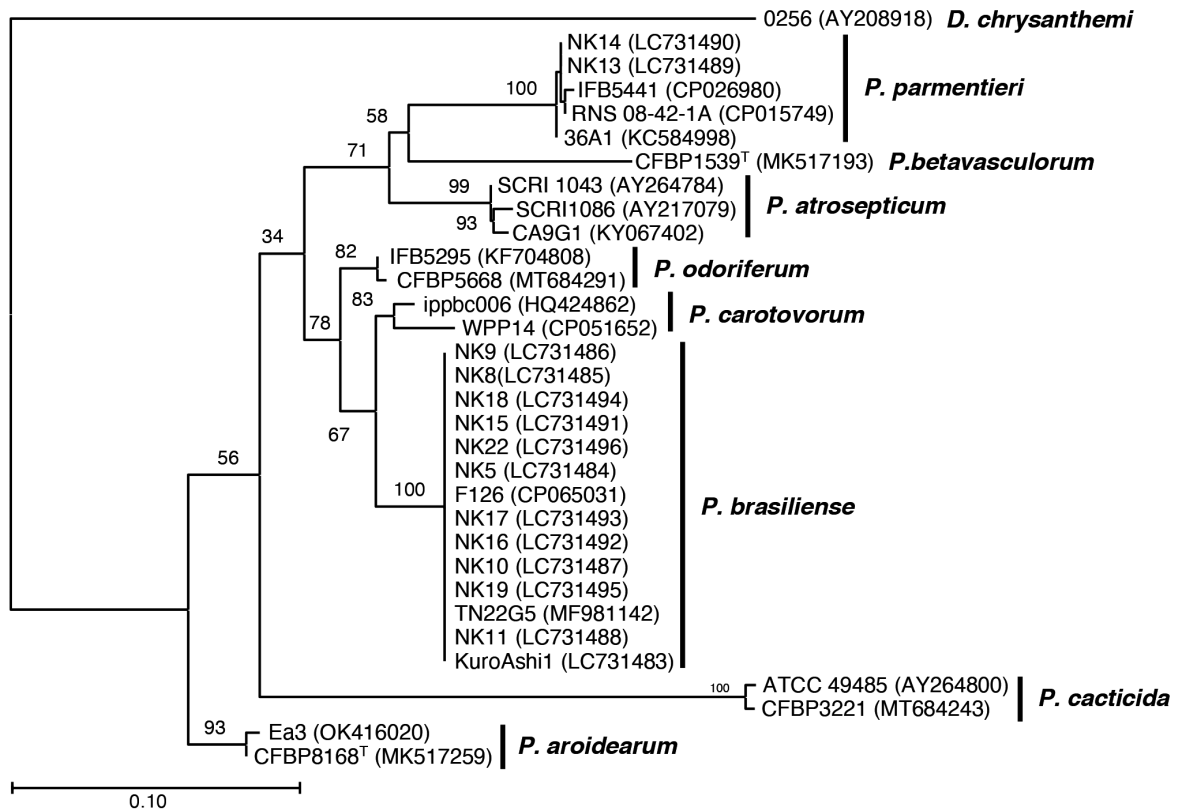 0256 (AY208918) D. chrysanthemi
NK14 (LC731490)
NK13 (LC731489)
100 IFB5441 (CP026980) P. parmentieri
RNS 08-42-1A (CP015749)
58
36A1 (KC584998)
71 CFBP1539T (MK517193) P.betavasculorum
99 SCRI 1043 (AY264784)
SCRI1086 (AY217079) P. atrosepticum
93 CA9G1 (KY067402)
34
82 IFB5295 (KF704808) P. odoriferum
CFBP5668 (MT684291)
83 ippbc006 (HQ424862) P. carotovorum
78 WPP14 (CP051652)
NK9 (LC731486)
NK8(LC731485)
NK18 (LC731494)
NK15 (LC731491)
67
NK22 (LC731496)
56 NK5 (LC731484)
100 F126 (CP065031) P. brasiliense
NK17 (LC731493)
NK16 (LC731492)
NK10 (LC731487)
NK19 (LC731495)
TN22G5 (MF981142)
NK11 (LC731488)
KuroAshi1 (LC731483)
100 ATCC 49485 (AY264800) P. cacticida
CFBP3221 (MT684243)
93 Ea3 (OK416020) P. aroidearum
CFBP8168T (MK517259)
0.10